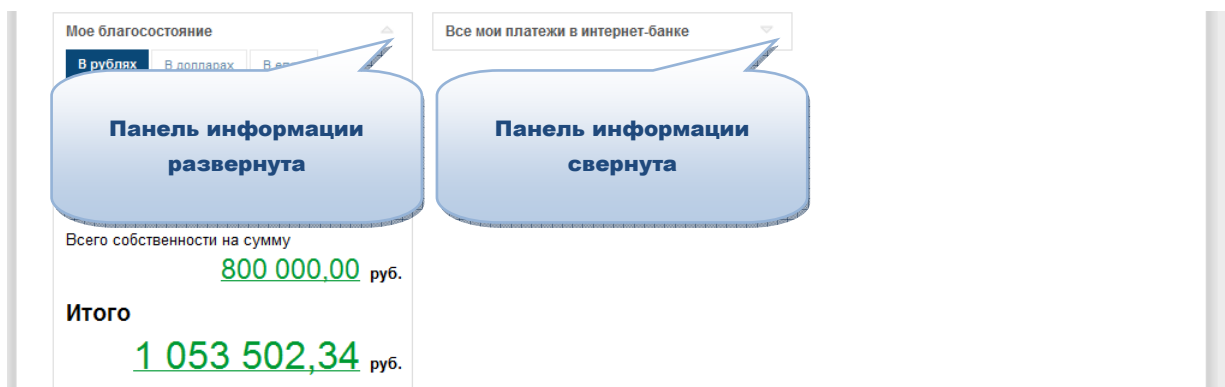 Мое благосостояние
Все мои платежи в интернет-банке
В рублях
В долларах
Панель информации
развернута
Панель информации
свернута
Всего собственности на сумму
800 000,00 руб.
Итого
1 053 502,34 руб.